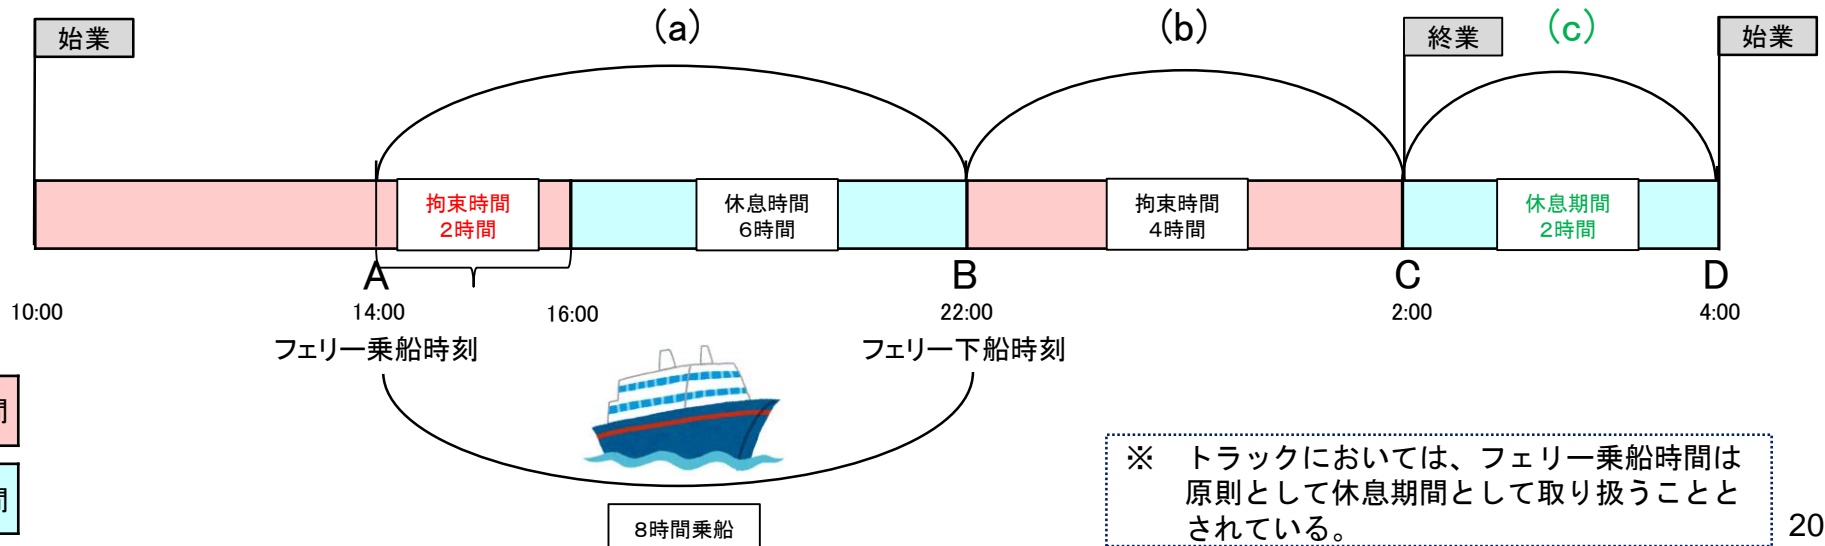 (a)
(b)
(c)
始業
終業
始業
拘束時間
2時間
休息時間
6時間
拘束時間
4時間
休息期間
2時間
A
B
C
D
10:00
14:00
16:00
22:00
2:00
4:00
フェリー乗船時刻
フェリー下船時刻
間
間
8時間乗船
※ トラックにおいては、フェリー乗船時間は
原則として休息期間として取り扱うことと
されている。
20